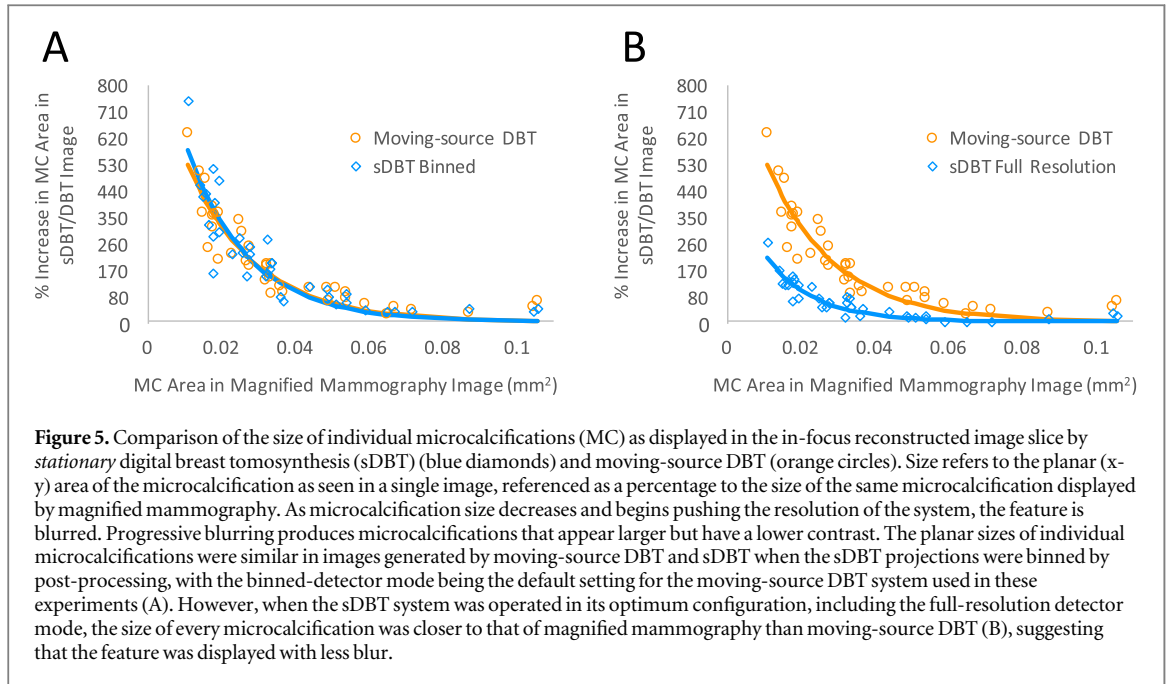 A
B
% Increase in MC Area in
sDBT/DBT Image
800
710
620
530
440
350
260
170
80
0
Moving-source DBT
sDBT Binned
0
0.02
0.04
0.06
0.08
0.1
MC Area in Magnified Mammography Image (mm²)
% Increase in MC Area in
sDBT/DBT Image
800
710
620
530
440
350
260
170
80
0
Moving-source DBT
sDBT Full Resolution
0
0.02
0.04
0.06
0.08
0.1
MC Area in Magnified Mammography Image (mm²)
Figure 5. Comparison of the size of individual microcalcifications (MC) as displayed in the in-focus reconstructed image slice by
stationary digital breast tomosynthesis (sDBT) (blue diamonds) and moving-source DBT (orange circles). Size refers to the planar (x-
y) area of the microcalcification as seen in a single image, referenced as a percentage to the size of the same microcalcification displayed
by magnified mammography. As microcalcification size decreases and begins pushing the resolution of the system, the feature is
blurred. Progressive blurring produces microcalcifications that appear larger but have a lower contrast. The planar sizes of individual
microcalcifications were similar in images generated by moving-source DBT and sDBT when the sDBT projections were binned by
post-processing, with the binned-detector mode being the default setting for the moving-source DBT system used in these
experiments (A). However, when the sDBT system was operated in its optimum configuration, including the full-resolution detector
mode, the size of every microcalcification was closer to that of magnified mammography than moving-source DBT (B), suggesting
that the feature was displayed with less blur.